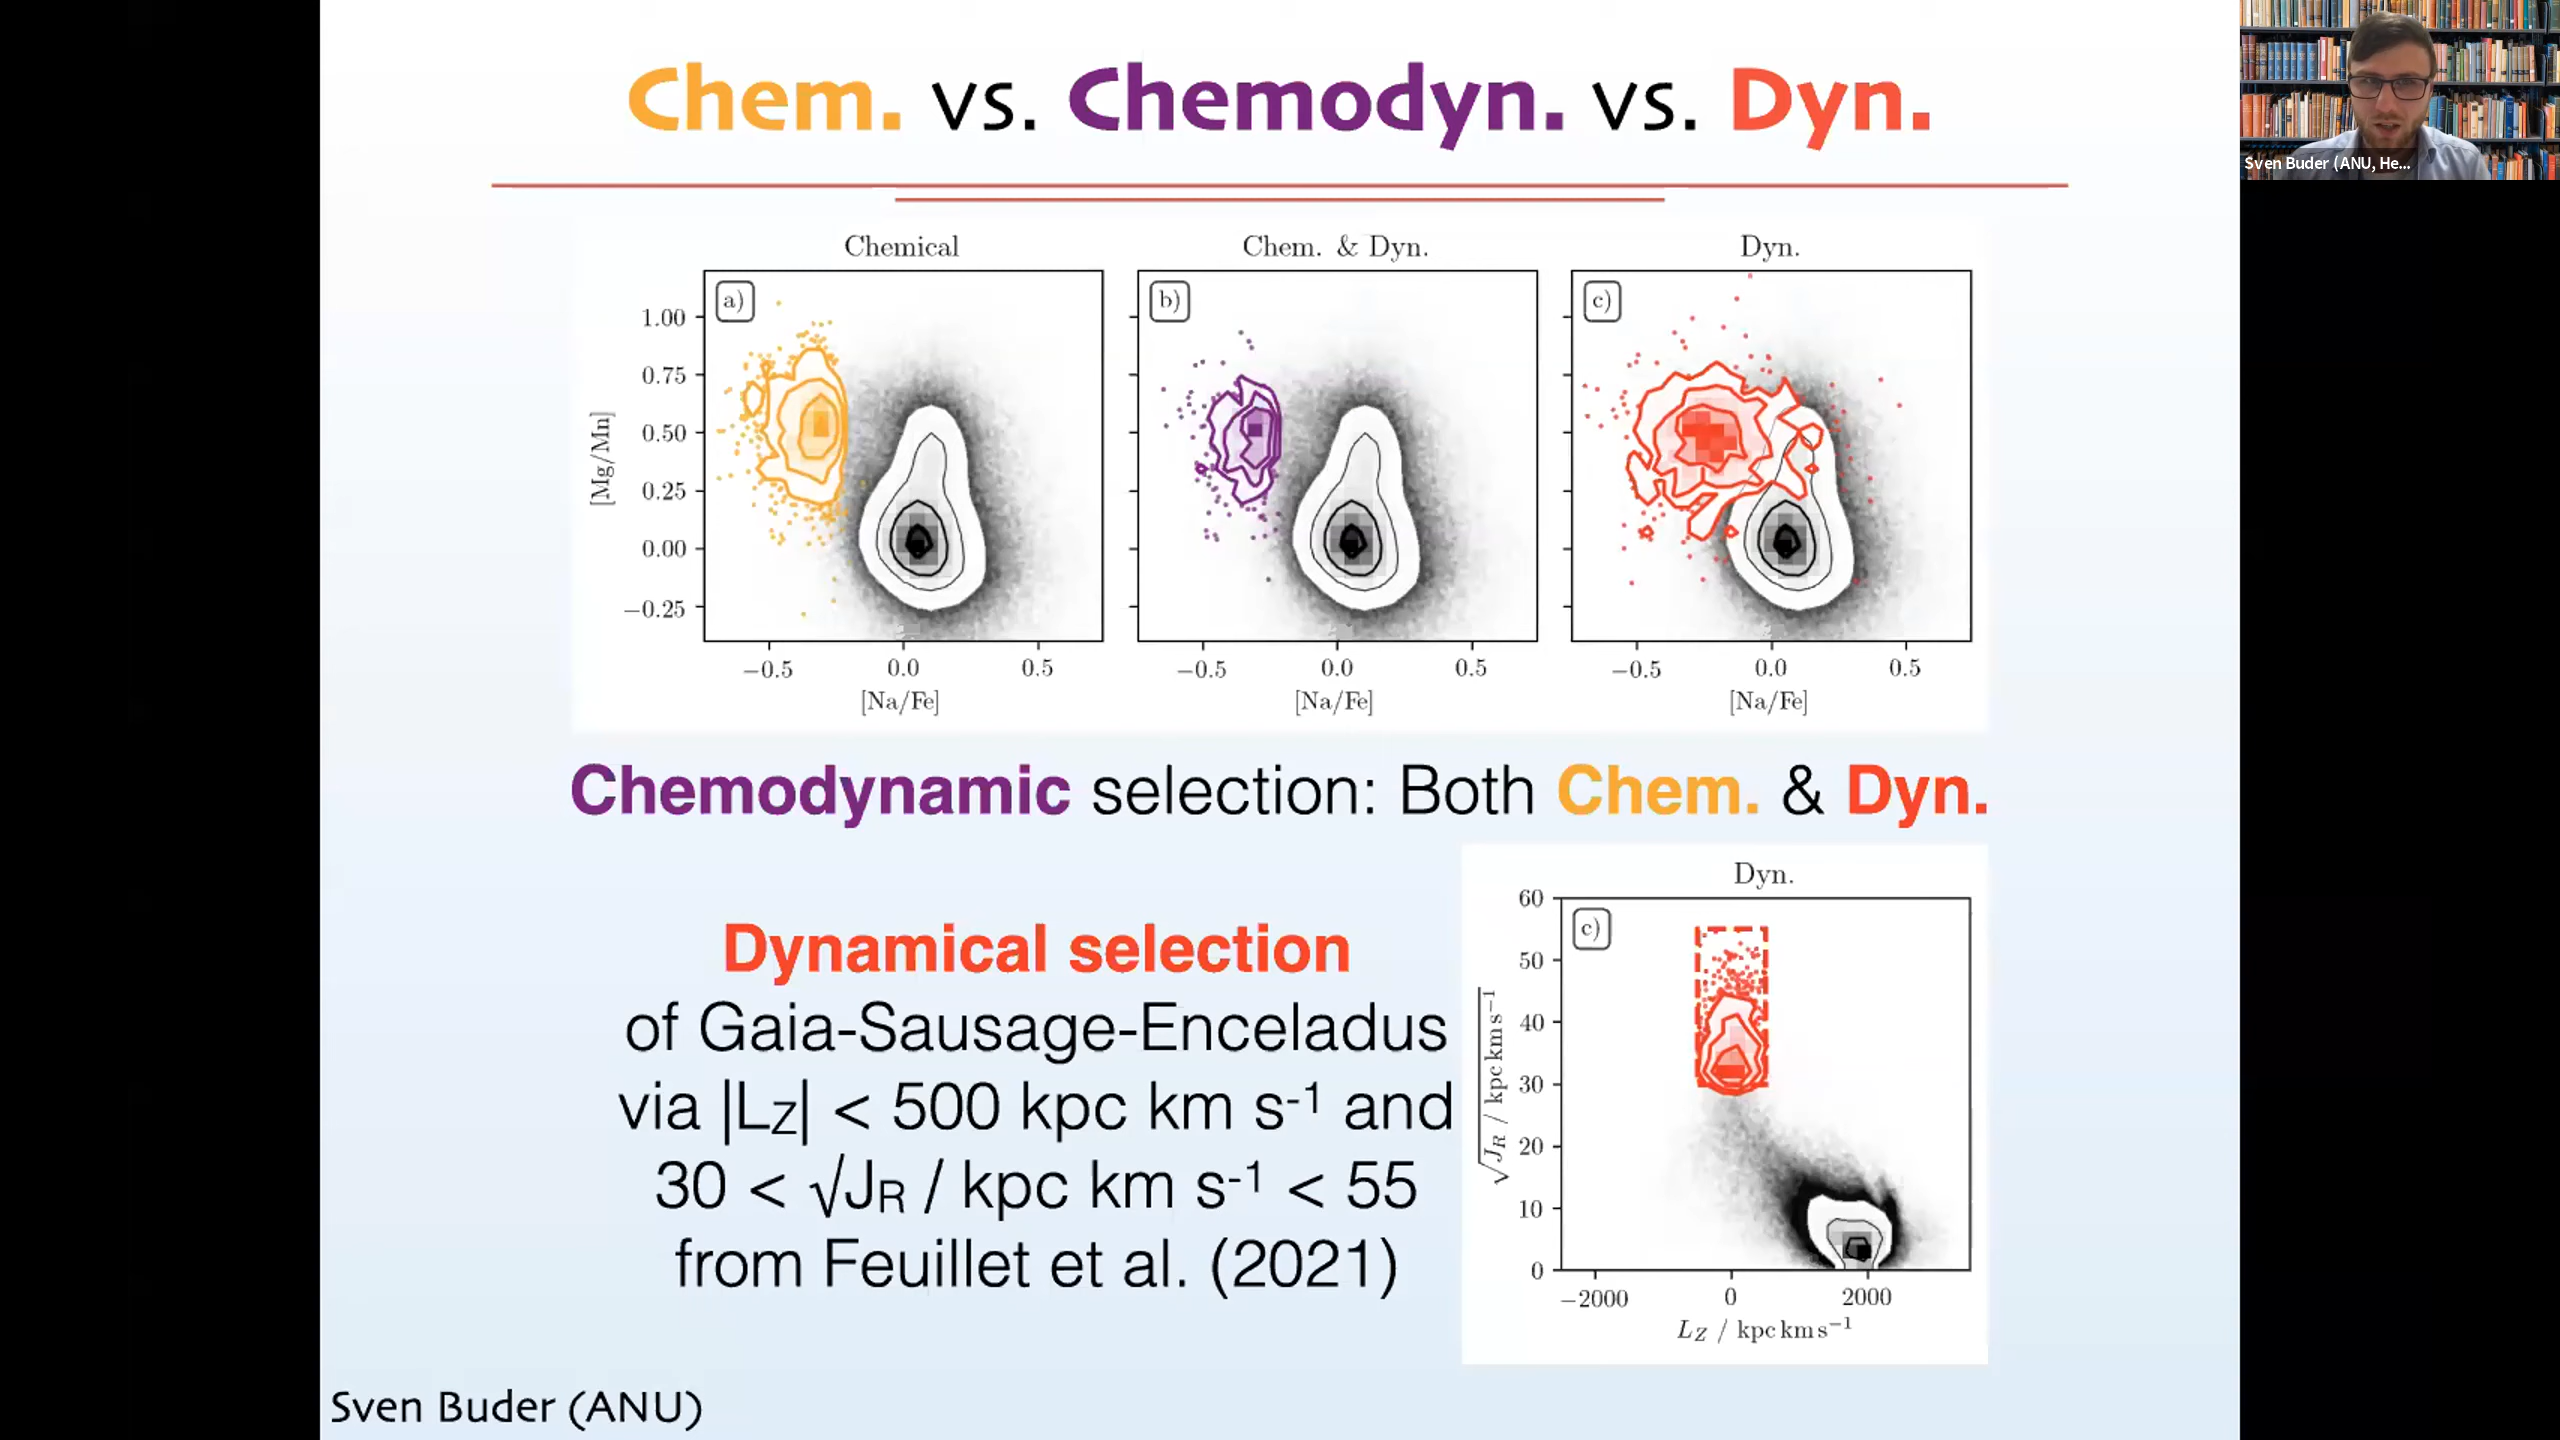 Chem. vs. Chemodyn. vs. Dyn.
Sven Buder (ANU, He...
Chemical
Chem. & Dyn.
Dyn.
a)
b)
c)
[Mg/Mn]
1.00
0.75
0.50
0.25
0.00
−0.25
−0.5 0.0 0.5
−0.5 0.0 0.5
−0.5 0.0 0.5
[Na/Fe]
[Na/Fe]
[Na/Fe]
Chemodynamic selection: Both Chem. & Dyn.
Dynamical selection
of Gaia-Sausage-Enceladus
via |LZ| < 500 kpc km s-1 and
30 < √JR / kpc km s-1 < 55
from Feuillet et al. (2021)
Dyn.
c)
√JR / kpc km s−1
60
50
40
30
20
10
0
−2000 0 2000
LZ / kpc km s−1
Sven Buder (ANU)